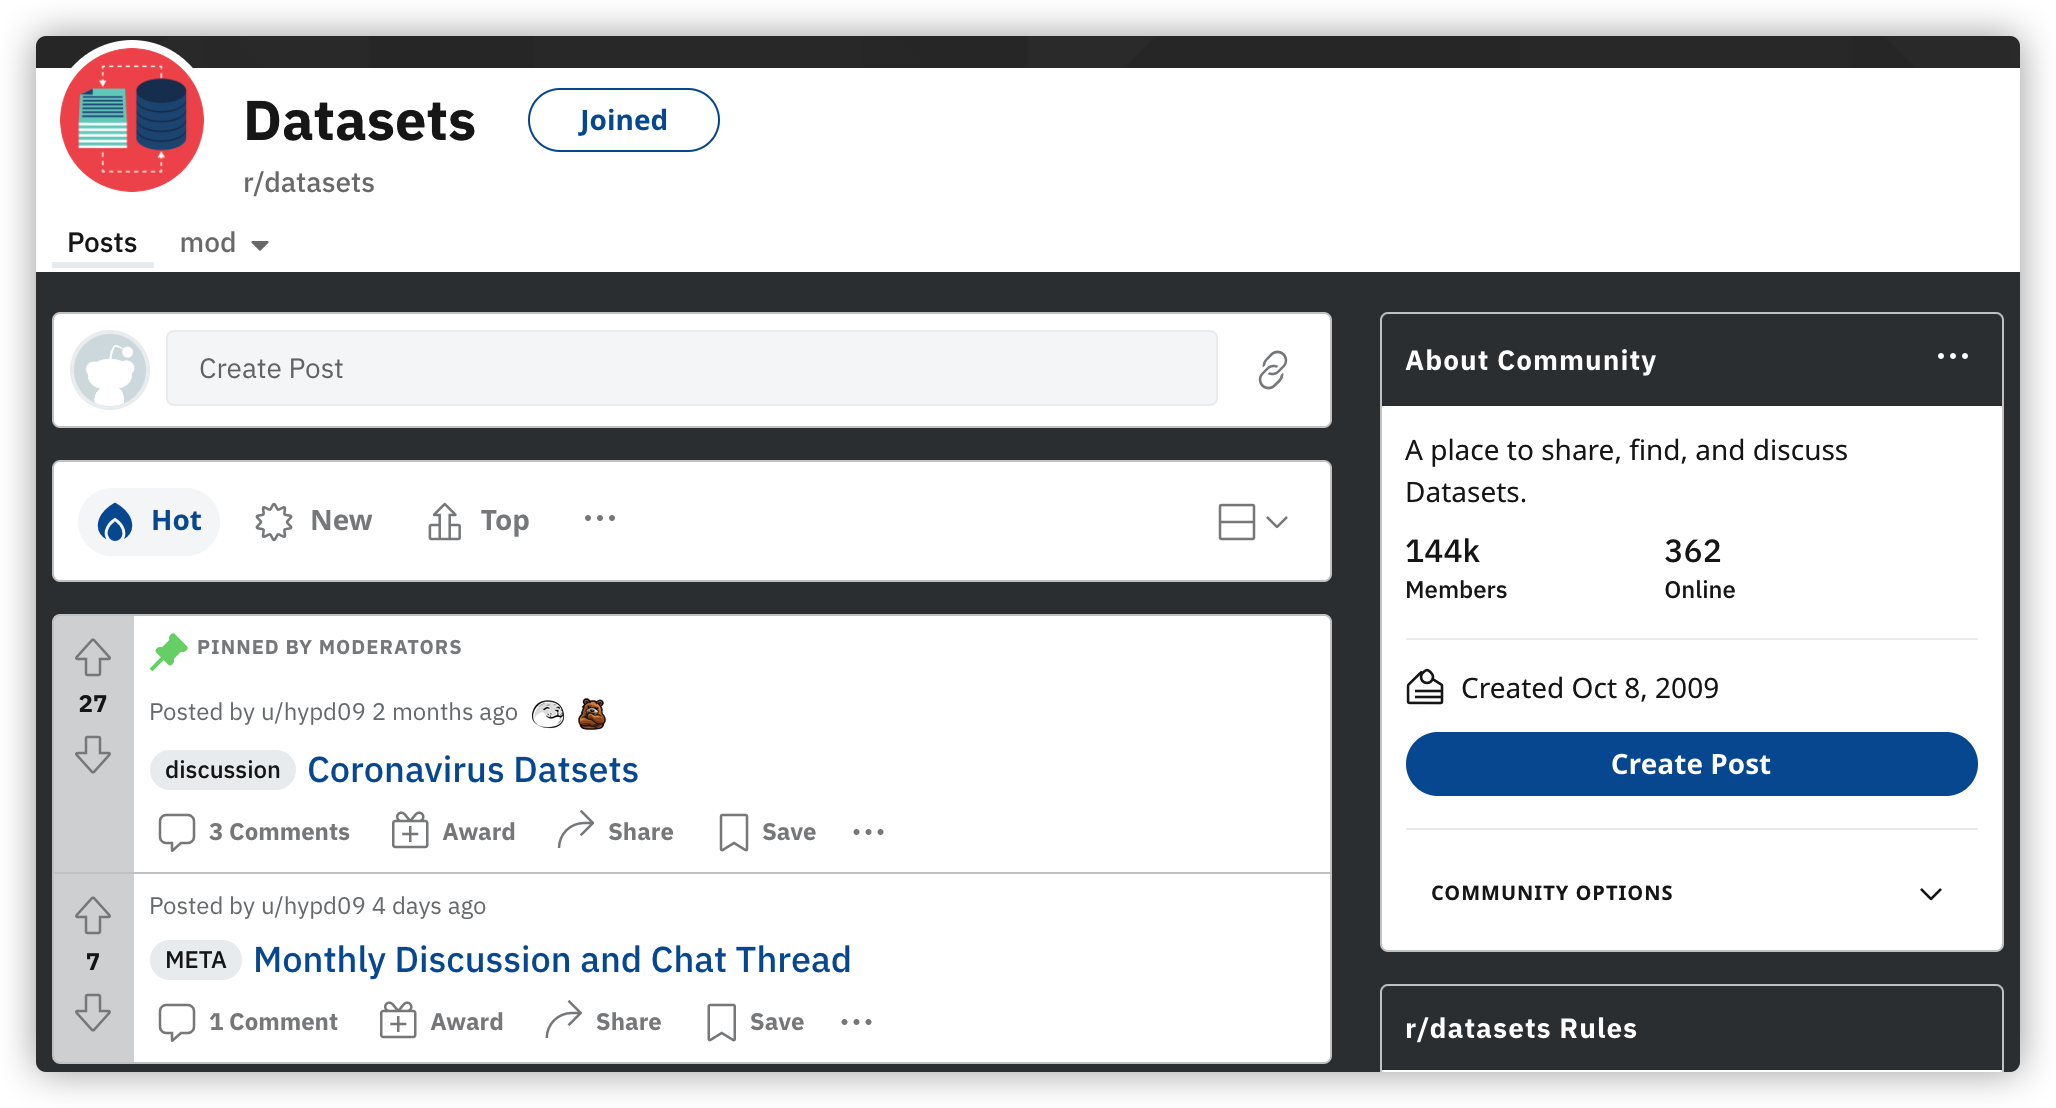 Datasets
Joined
r/datasets
Posts
mod
Create Post
Hot
New
Top
PINNED BY MODERATORS
27
Posted by u/hypd09 2 months ago
discussion Coronavirus Datsets
3 Comments
Award
Share
Save
Posted by u/hypd09 4 days ago
7
META Monthly Discussion and Chat Thread
1 Comment
Award
Share
Save
About Community
A place to share, find, and discuss
Datasets.
144k
Members
362
Online
Created Oct 8, 2009
Create Post
COMMUNITY OPTIONS
r/datasets Rules